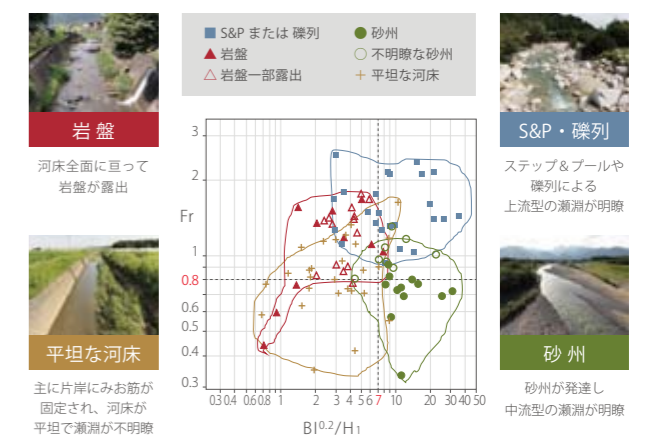 S&P または 礫列
砂州
岩盤
不明瞭な砂州
岩盤一部露出
平坦な河床
岩 盤
河床全面に亘って
岩盤が露出
S&P・礫列
ステップ&プールや
礫列による
上流型の瀬淵が明瞭
平坦な河床
主に片岸にみお筋が
固定され、河床が
平坦で瀬淵が不明瞭
砂 州
砂州が発達し
中流型の瀬淵が明瞭
Fr
3
2
1
0.8
0.6
0.5
0.4
0.3
0.3 0.4 0.6 0.8 1 2 3 4 5 6 7 10 20 30 40 50
BI0.2/H1